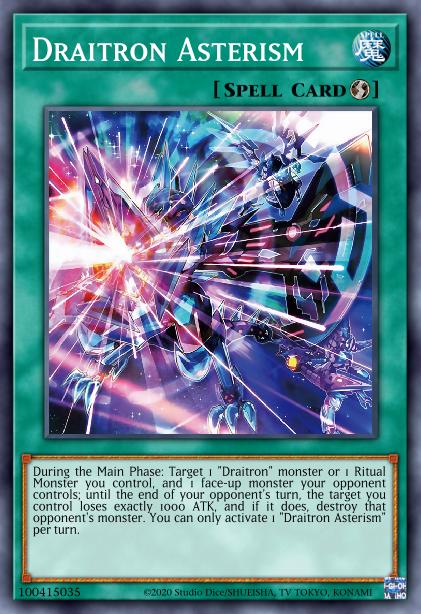 Draitron Asterism
SPELL
魔
[Spell Card]
During the Main Phase: Target 1 "Draitron" monster or 1 Ritual
Monster you control, and 1 face-up monster your opponent
controls; until the end of your opponent's turn, the target you
control loses exactly 1000 ATK, and if it does, destroy that
opponent's monster. You can only activate 1 "Draitron Asterism"
per turn.
100415035
©2020 Studio Dice/SHUEISHA, TV TOKYO, KONAMI